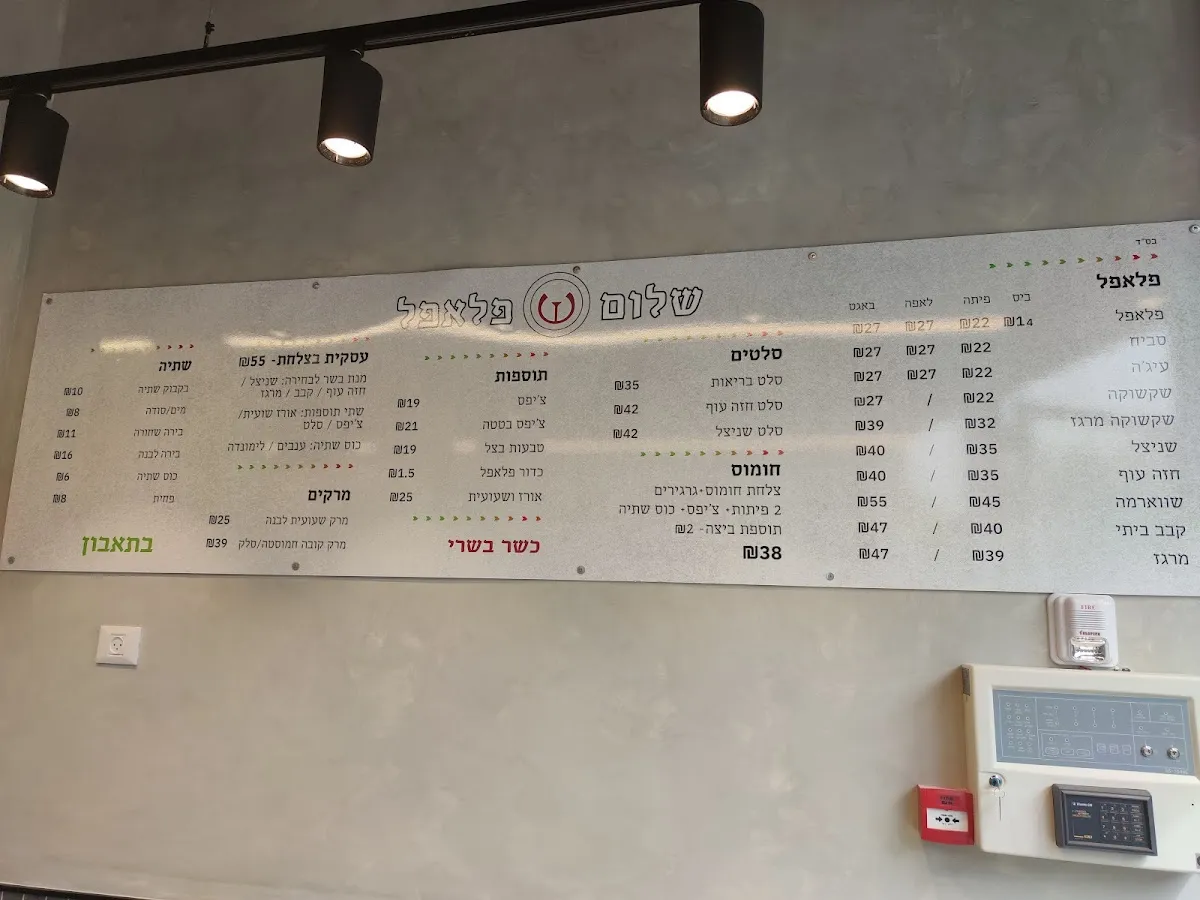 בס״ד
שלום פלאפל
פלאפל
ביס פיתה לאפה באגט
פלאפל ₪14 ₪22 ₪27 ₪27
סביח ₪22 ₪27 ₪27
עיג'ה ₪22 ₪27 ₪27
שקשוקה ₪22 / ₪27
שקשוקה מרגז ₪32 / ₪39
שניצל ₪35 / ₪40
חזה עוף ₪35 / ₪40
שווארמה ₪45 / ₪55
קבב ביתי ₪40 / ₪47
מרגז ₪39 / ₪47
סלטים
סלט בריאות ₪35
סלט חזה עוף ₪42
סלט שניצל ₪42
חומוס
צלחת חומוס•גרגירים
2 פיתות• צ'יפס• כוס שתיה
תוספת ביצה- ₪2
₪38
תוספות
צ'יפס ₪19
צ'יפס בטטה ₪21
טבעות בצל ₪19
כדור פלאפל ₪1.5
אורז ושעועית ₪25
כשר בשרי
עסקית בצלחת- ₪55
מנת בשר לבחירה: שניצל /
חזה עוף / קבב / מרגז
שתי תוספות: אורז שועית/
צ'יפס / סלט
כוס שתיה: ענבים / לימונדה
מרקים
מרק שעועית לבנה ₪25
מרק קובה חמוסטה/סלק ₪39
שתיה
בקבוק שתיה ₪10
מים/סודה ₪8
בירה שחורה ₪11
בירה לבנה ₪16
כוס שתיה ₪6
פחית ₪8
בתאבון
FIRE